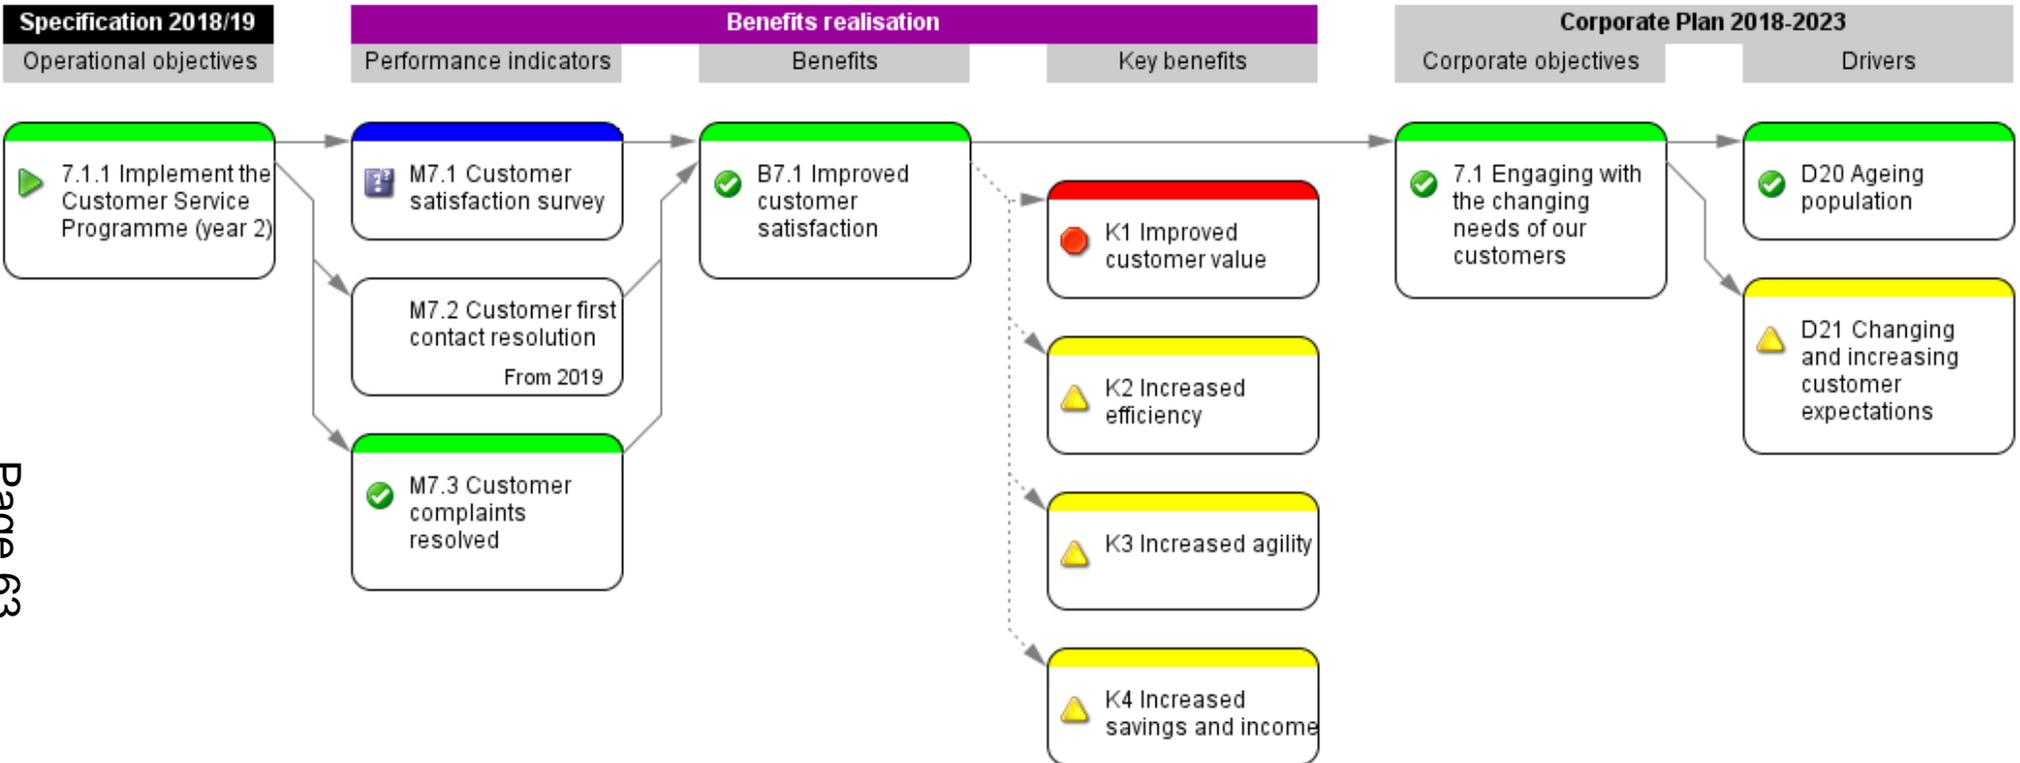 Specification 2018/19
Benefits realisation
Corporate Plan 2018-2023
Operational objectives
Performance indicators
Benefits
Key benefits
Corporate objectives
Drivers
7.1.1 Implement the
Customer Service
Programme (year 2)
M7.1 Customer
satisfaction survey
M7.2 Customer first
contact resolution
From 2019
M7.3 Customer
complaints
resolved
B7.1 Improved
customer
satisfaction
K1 Improved
customer value
K2 Increased
efficiency
K3 Increased agility
K4 Increased
savings and income
7.1 Engaging with
the changing
needs of our
customers
D20 Ageing
population
D21 Changing
and increasing
customer
expectations
Page 63